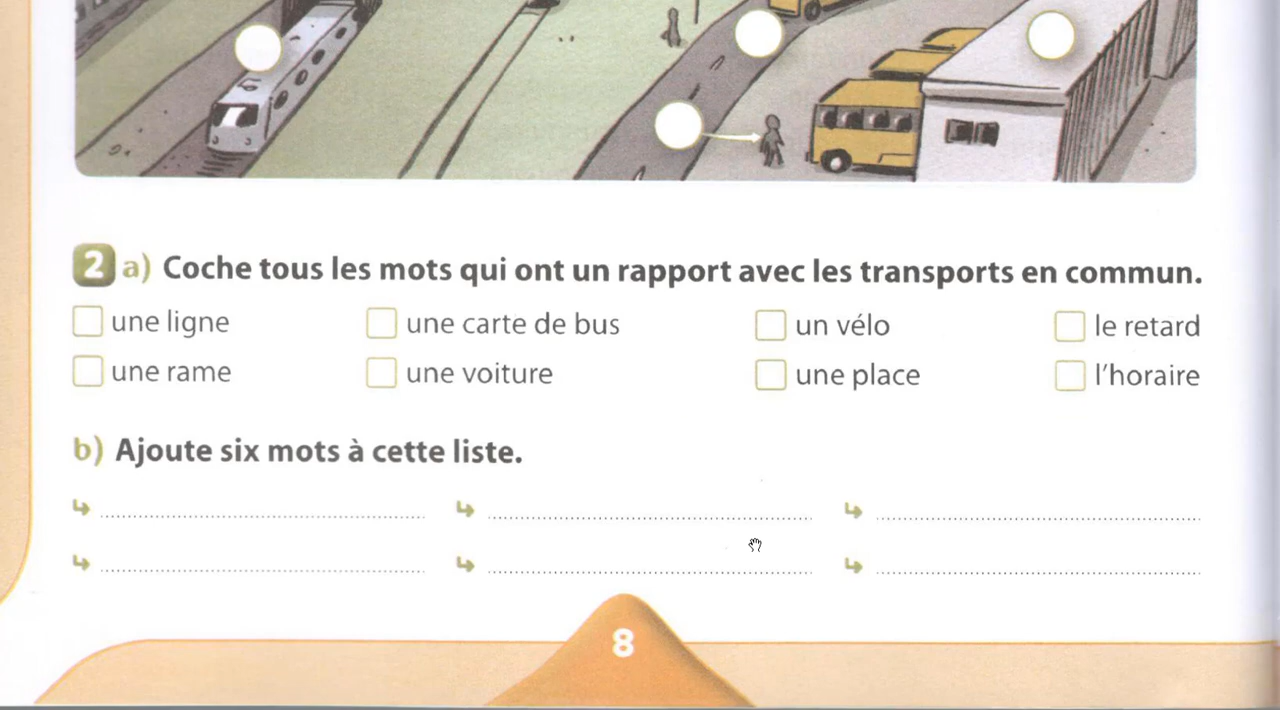 2 a) Coche tous les mots qui ont un rapport avec les transports en commun.
une ligne une carte de bus un vélo le retard
une rame une voiture une place l'horaire
b) Ajoute six mots à cette liste.
8